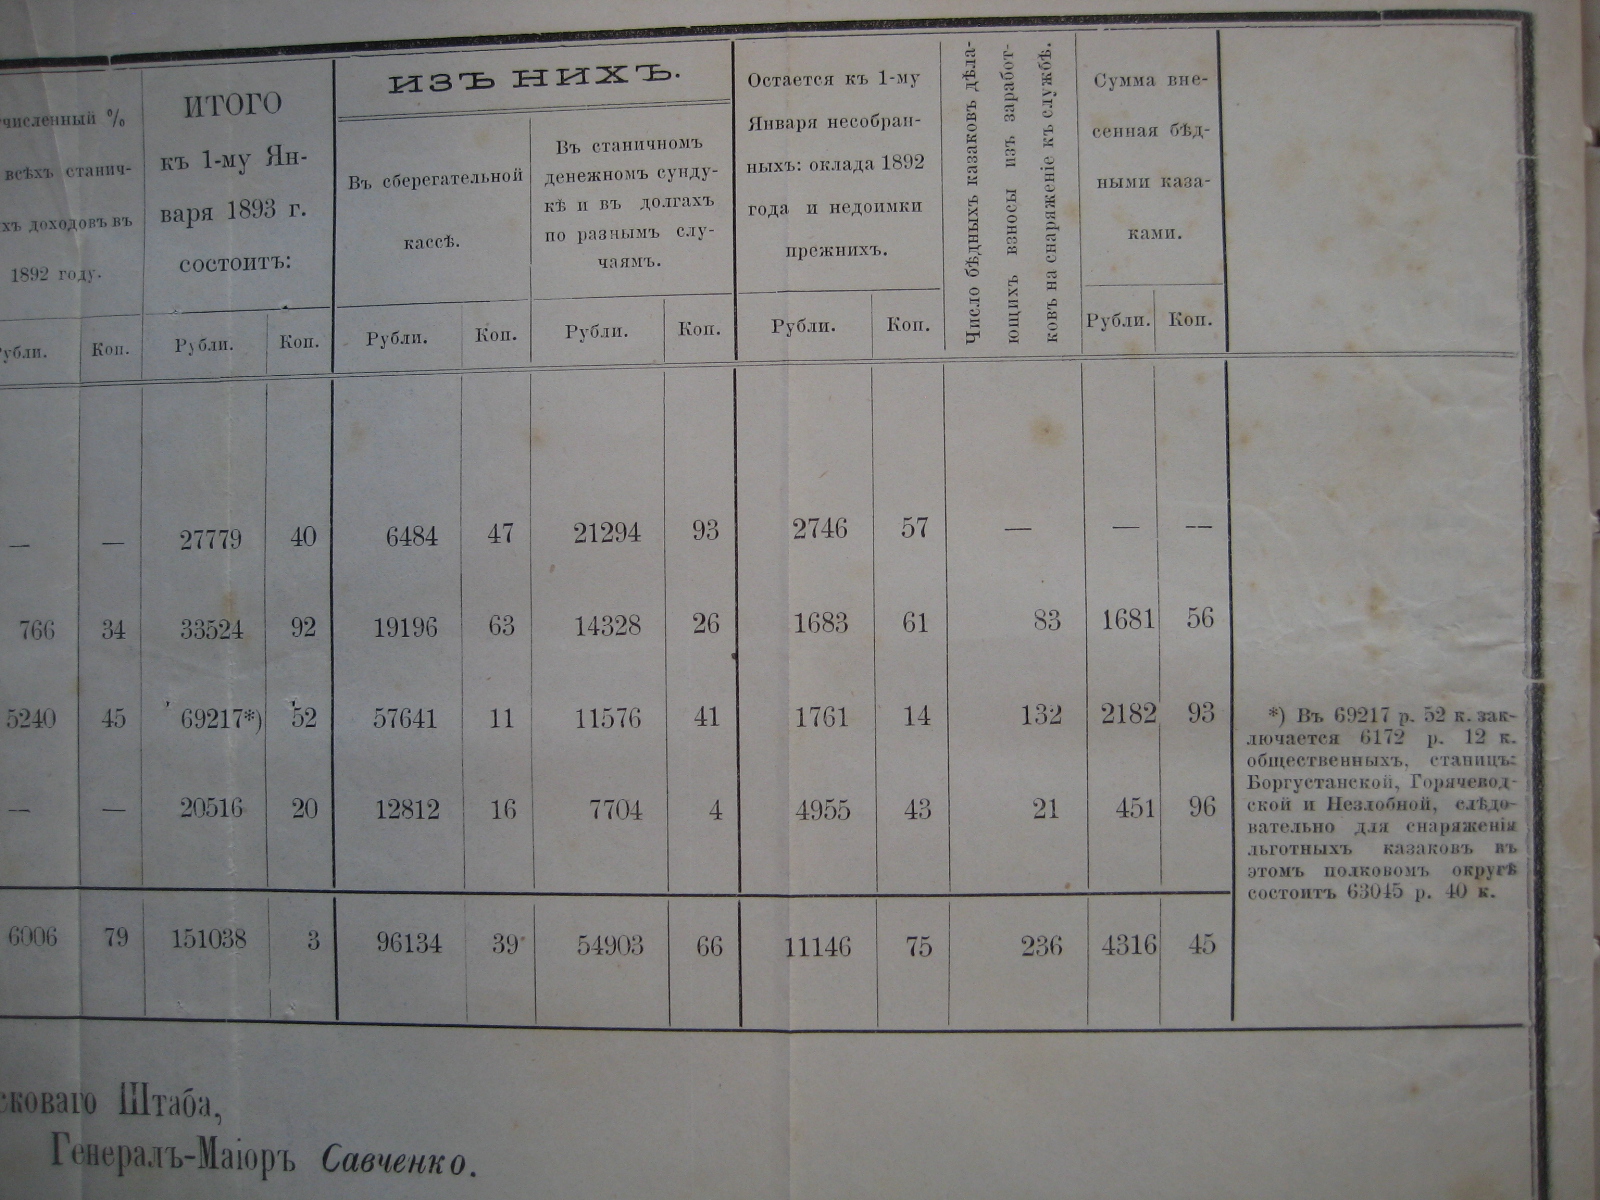 численный %
всѣхъ станич-
хъ доходовъ въ
1892 году.
Рубли. Коп.
ИТОГО
къ 1-му Ян-
варя 1893 г.
состоитъ:
Рубли. Коп.
ИЗЪ НИХЪ.
Въ сберегательной
кассѣ.
Рубли. Коп.
Въ станичномъ
денежномъ сунду-
кѣ и въ долгахъ
по разнымъ слу-
чаямъ.
Рубли. Коп.
Остается къ 1-му
Января несобран-
ныхъ: оклада 1892
года и недоимки
прежнихъ.
Рубли. Коп.
Число бѣдныхъ казаковъ дѣла-
ющихъ взносы изъ заработ-
ковъ на снаряженіе къ службѣ.
Сумма вне-
сенная бѣд-
ными каза-
ками.
Рубли. Коп.
— — 27779 40 6484 47 21294 93 2746 57 — — —
766 34 33524 92 19196 63 14328 26 1683 61 83 1681 56
5240 45 69217*) 52 57641 11 11576 41 1761 14 132 2182 93
— — 20516 20 12812 16 7704 4 4955 43 21 451 96
6006 79 151038 3 96134 39 54903 66 11146 75 236 4316 45
*) Въ 69217 р. 52 к. зак-
лючается 6172 р. 12 к.
общественныхъ, станицъ:
Боргустанской, Горячевод-
ской и Незлобной, слѣдо-
вательно для снаряженія
льготныхъ казаковъ въ
этомъ полковомъ округѣ
состоитъ 63045 р. 40 к.
сковаго Штаба,
Генералъ-Маіоръ Савченко.